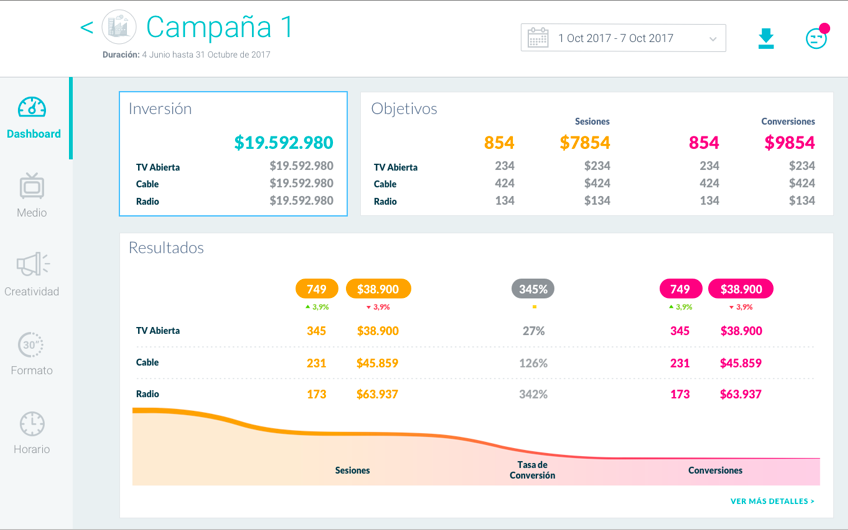 < Campaña 1
Duración: 4 Junio hasta 31 Octubre de 2017
1 Oct 2017 - 7 Oct 2017
Dashboard
Medio
Creatividad
30"
Formato
Horario
Inversión
$19.592.980
TV Abierta $19.592.980
Cable $19.592.980
Radio $19.592.980
Objetivos
Sesiones Conversiones
854 $7854 854 $9854
TV Abierta 234 $234 234 $234
Cable 424 $424 424 $424
Radio 134 $134 134 $134
Resultados
749 $38.900 345% 749 $38.900
3,9% 3,9% 3,9% 3,9%
TV Abierta 345 $38.900 27% 345 $38.900
Cable 231 $45.859 126% 231 $45.859
Radio 173 $63.937 342% 173 $63.937
Sesiones
Tasa de
Conversión
Conversiones
VER MÁS DETALLES >